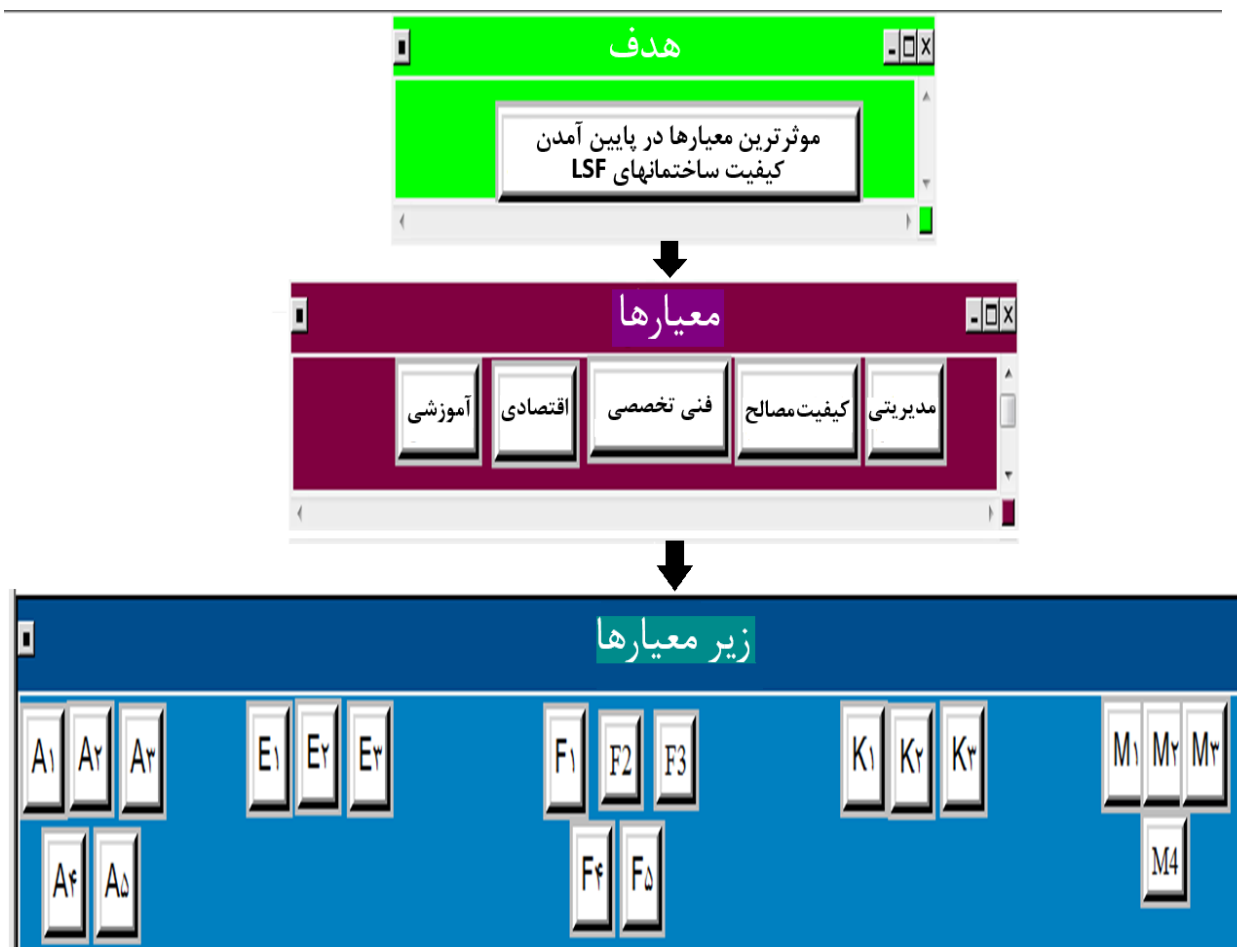 هدف
موثرترین معیارها در پایین آمدن
کیفیت ساختمانهای LSF
معیارها
آموزشی اقتصادی فنی تخصصی کیفیت‌مصالح مدیریتی
زیر معیارها
A۱ A۲ A۳ E۱ E۲ E۳ F۱ F2 F3 K۱ K۲ K۳ M۱ M۲ M۳
A۴ A۵ F۴ F۵ M4